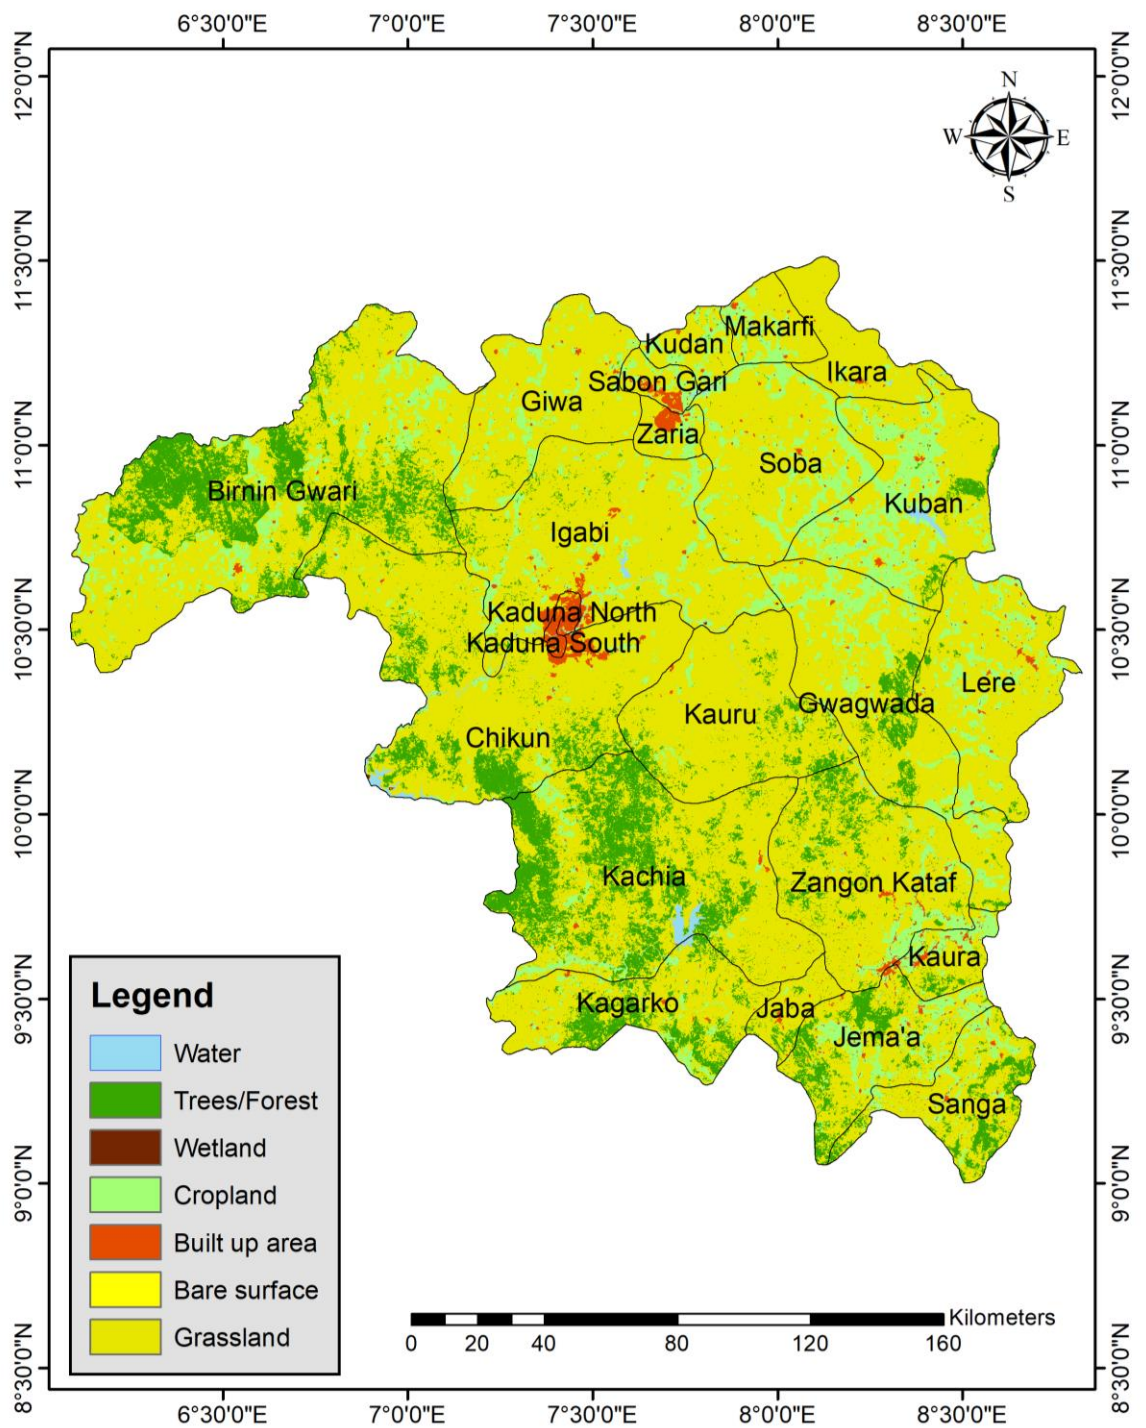 6°30'0"E 7°0'0"E 7°30'0"E 8°0'0"E 8°30'0"E
12°0'0"N 12°0'0"N
N
W E
S
11°30'0"N 11°30'0"N
Makarfi
Kudan
Ikara
Sabon Gari
Giwa
Zaria
11°0'0"N 11°0'0"N
Soba
Birnin Gwari
Kuban
Igabi
Kaduna North
10°30'0"N 10°30'0"N
Kaduna South
Lere
Gwagwada
Kauru
Chikun
10°0'0"N 10°0'0"N
Kachia
Zangon Kataf
Kaura
9°30'0"N 9°30'0"N
Kagarko
Jaba
Jema'a
Sanga
9°0'0"N 9°0'0"N
Legend
Water
Trees/Forest
Wetland
Cropland
Built up area
Bare surface
Grassland
Kilometers
0 20 40 80 120 160
8°30'0"N 8°30'0"N
6°30'0"E 7°0'0"E 7°30'0"E 8°0'0"E 8°30'0"E